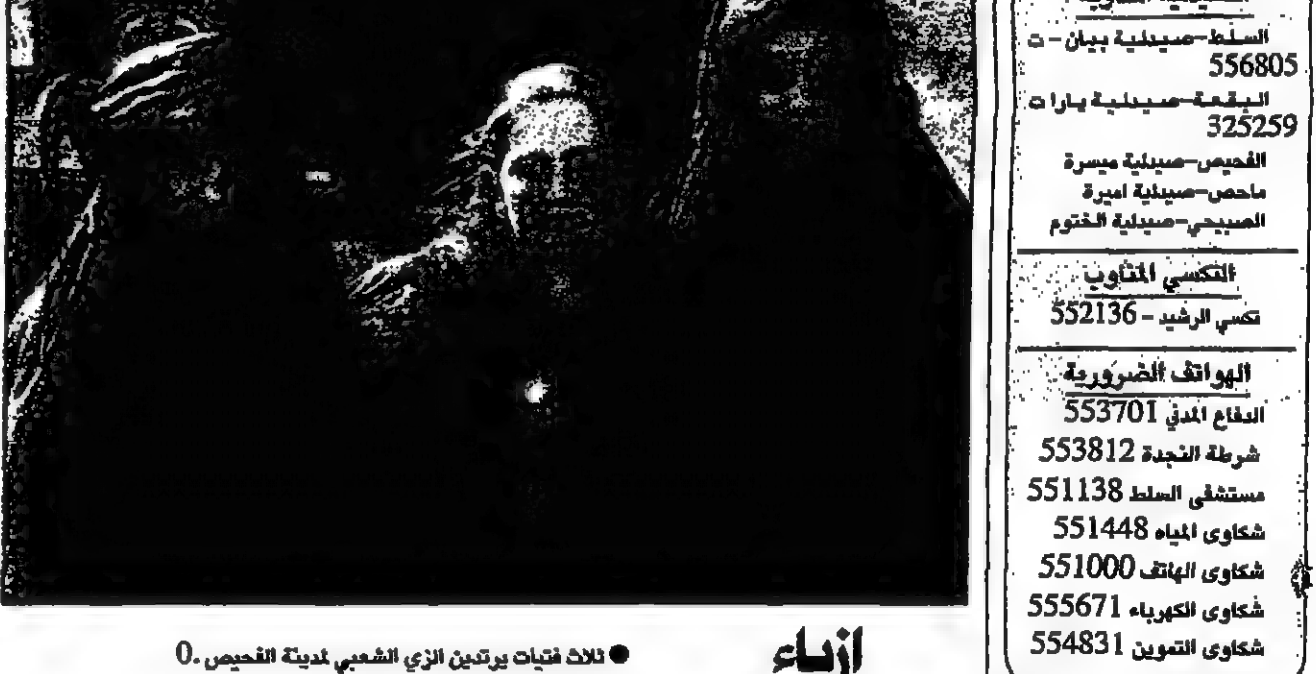 السلط-صيدلية بيان - ت
556805
البقعة-صيدلية يارا ت
325259
الفحيص-صيدلية ميسرة
ماحص-صيدلية اميرة
الصبيحي-صيدلية الختوم
التكسي المناوب
تكسي الرشيد - 552136
الهواتف الضرورية
الدفاع المدني 553701
شرطة النجدة 553812
مستشفى السلط 551138
شكاوى المياه 551448
شكاوى الهاتف 551000
شكاوى الكهرباء 555671
شكاوى التموين 554831
ازياء
● ثلاث فتيات يرتدين الزي الشعبي لمدينة الفحيص .0